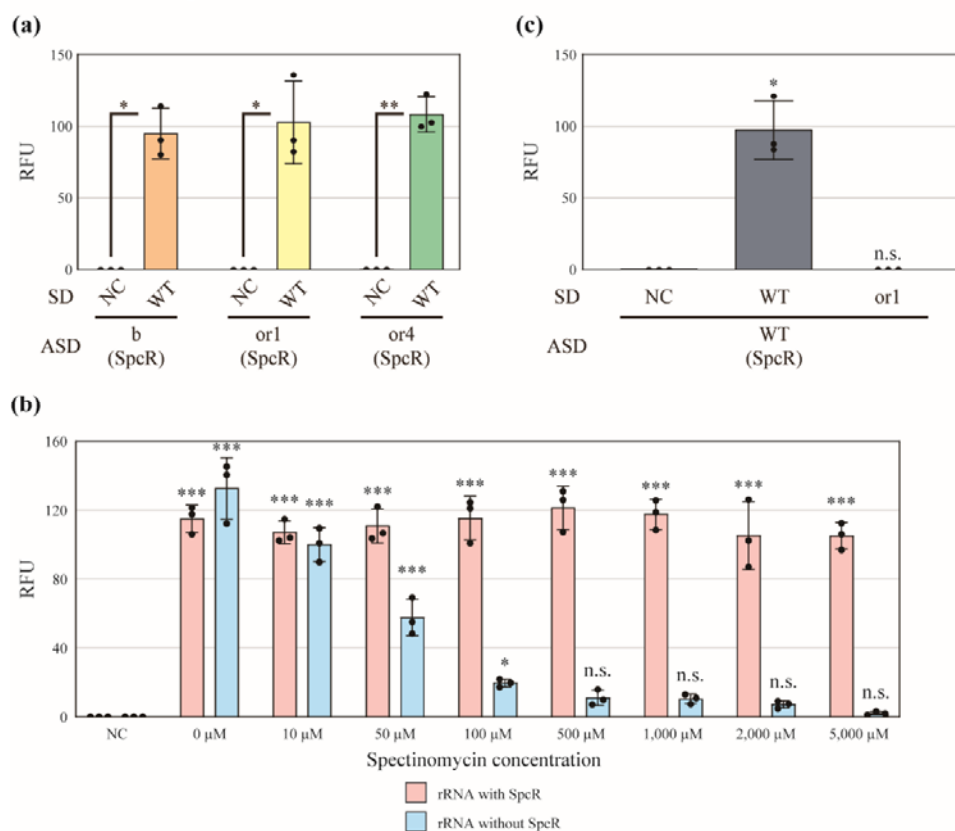 (a)
150
100
50
0
RFU
*
*
**
SD
NC
WT
NC
WT
NC
WT
ASD
b
(SpcR)
or1
(SpcR)
or4
(SpcR)
(c)
150
100
50
0
RFU
*
n.s.
SD
NC
WT
or1
ASD
WT
(SpcR)
(b)
160
120
80
40
0
RFU
***
***
***
***
***
***
***
*
***
n.s.
***
n.s.
***
n.s.
***
n.s.
NC
0 µM
10 µM
50 µM
100 µM
500 µM
1,000 µM
2,000 µM
5,000 µM
Spectinomycin concentration
rRNA with SpcR
rRNA without SpcR